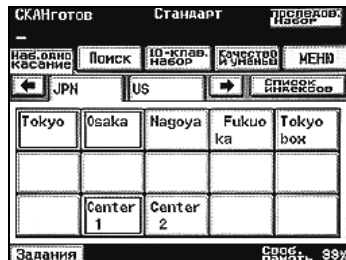 СКАНготов Стандарт последов. Набор
Наб.одно касание Поиск 10-клав. набор Качество и уменьш МЕНЮ
JPN US Список индексов
Tokyo Osaka Nagoya Fukuo ka Tokyo box
Center 1 Center 2
Задания Своб. память 99%